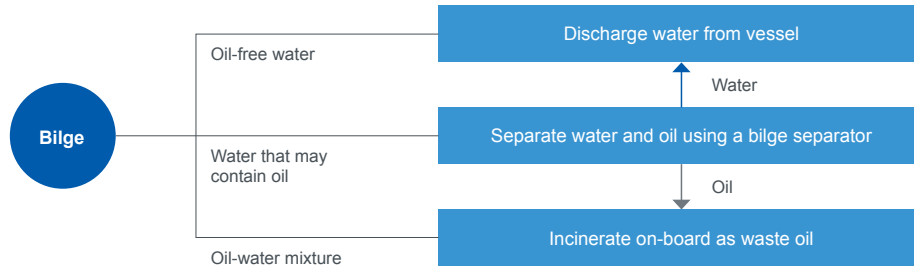 Discharge water from vessel
Oil-free water
Water
Bilge
Separate water and oil using a bilge separator
Water that may
contain oil
Oil
Incinerate on-board as waste oil
Oil-water mixture